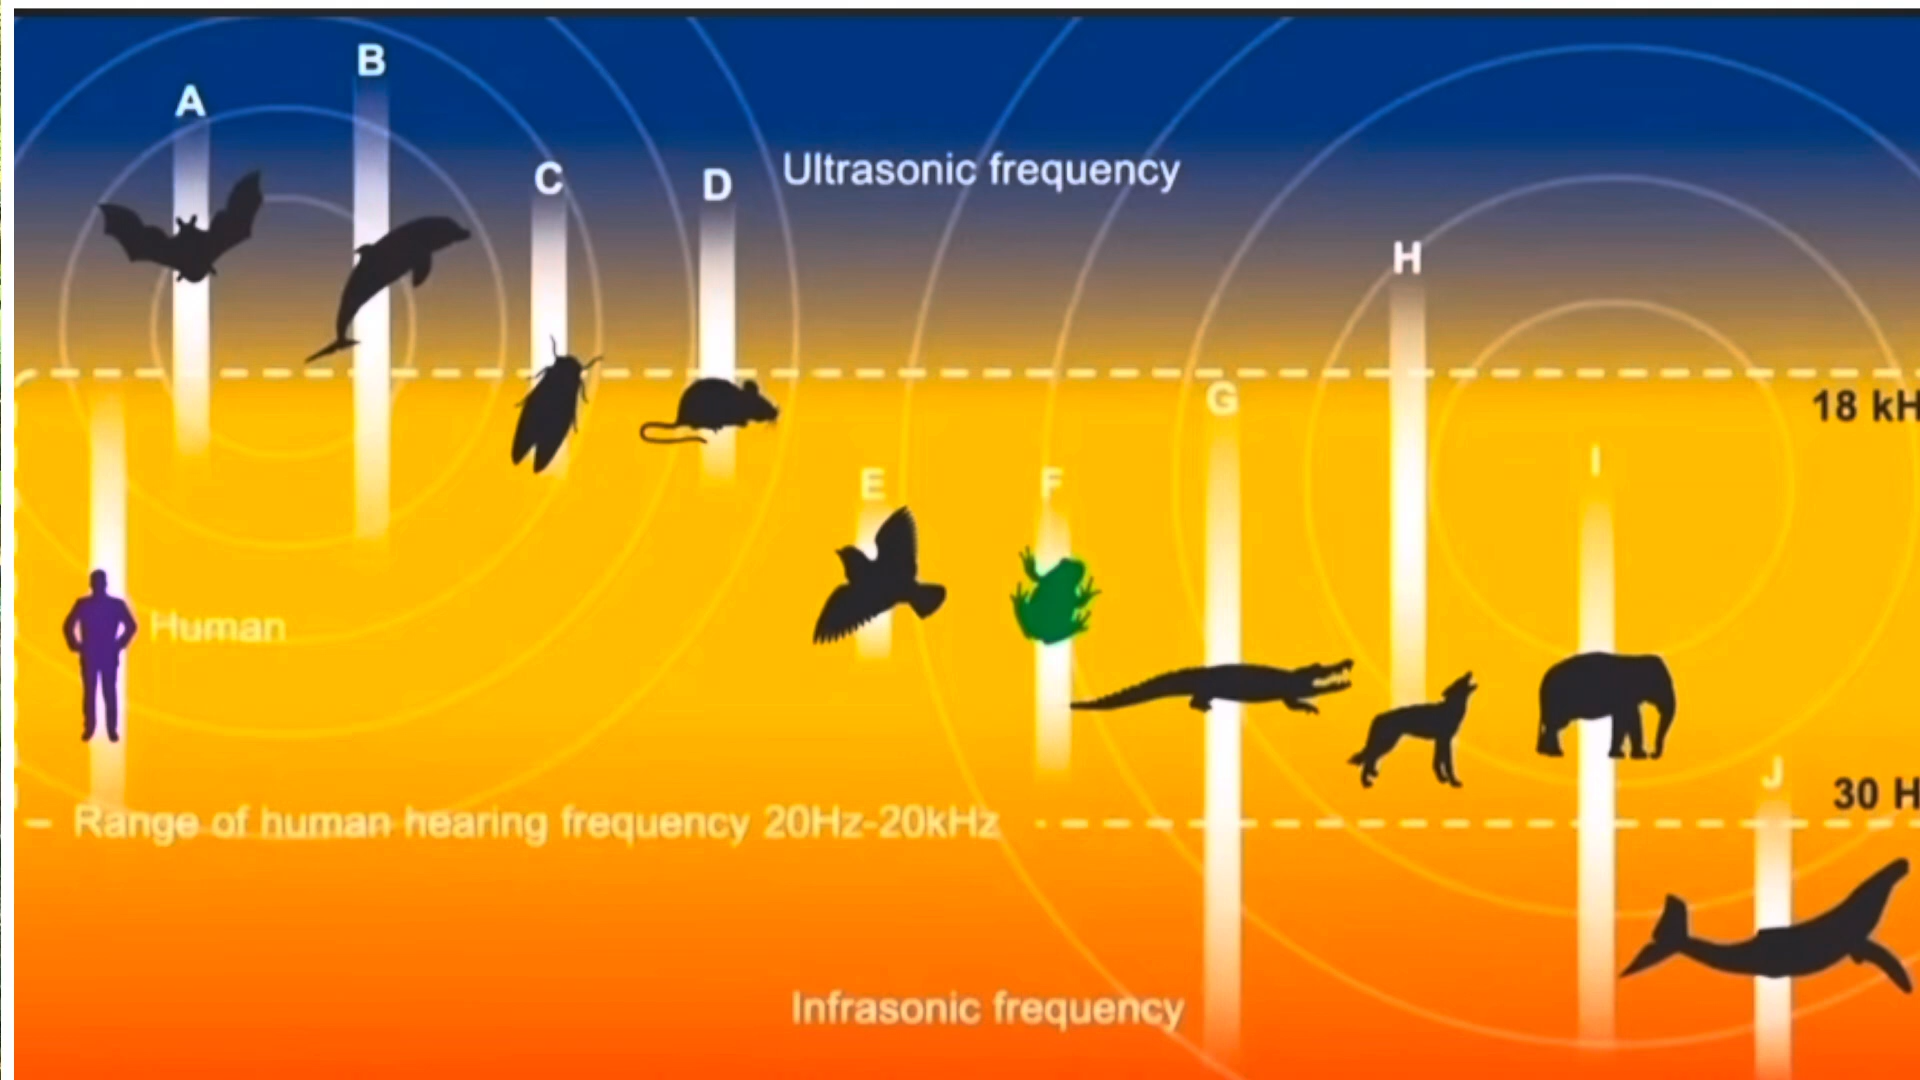 B
A
C
D
Ultrasonic frequency
H
G
18 kH
I
E
F
Human
J
30 H
– Range of human hearing frequency 20Hz-20kHz
Infrasonic frequency